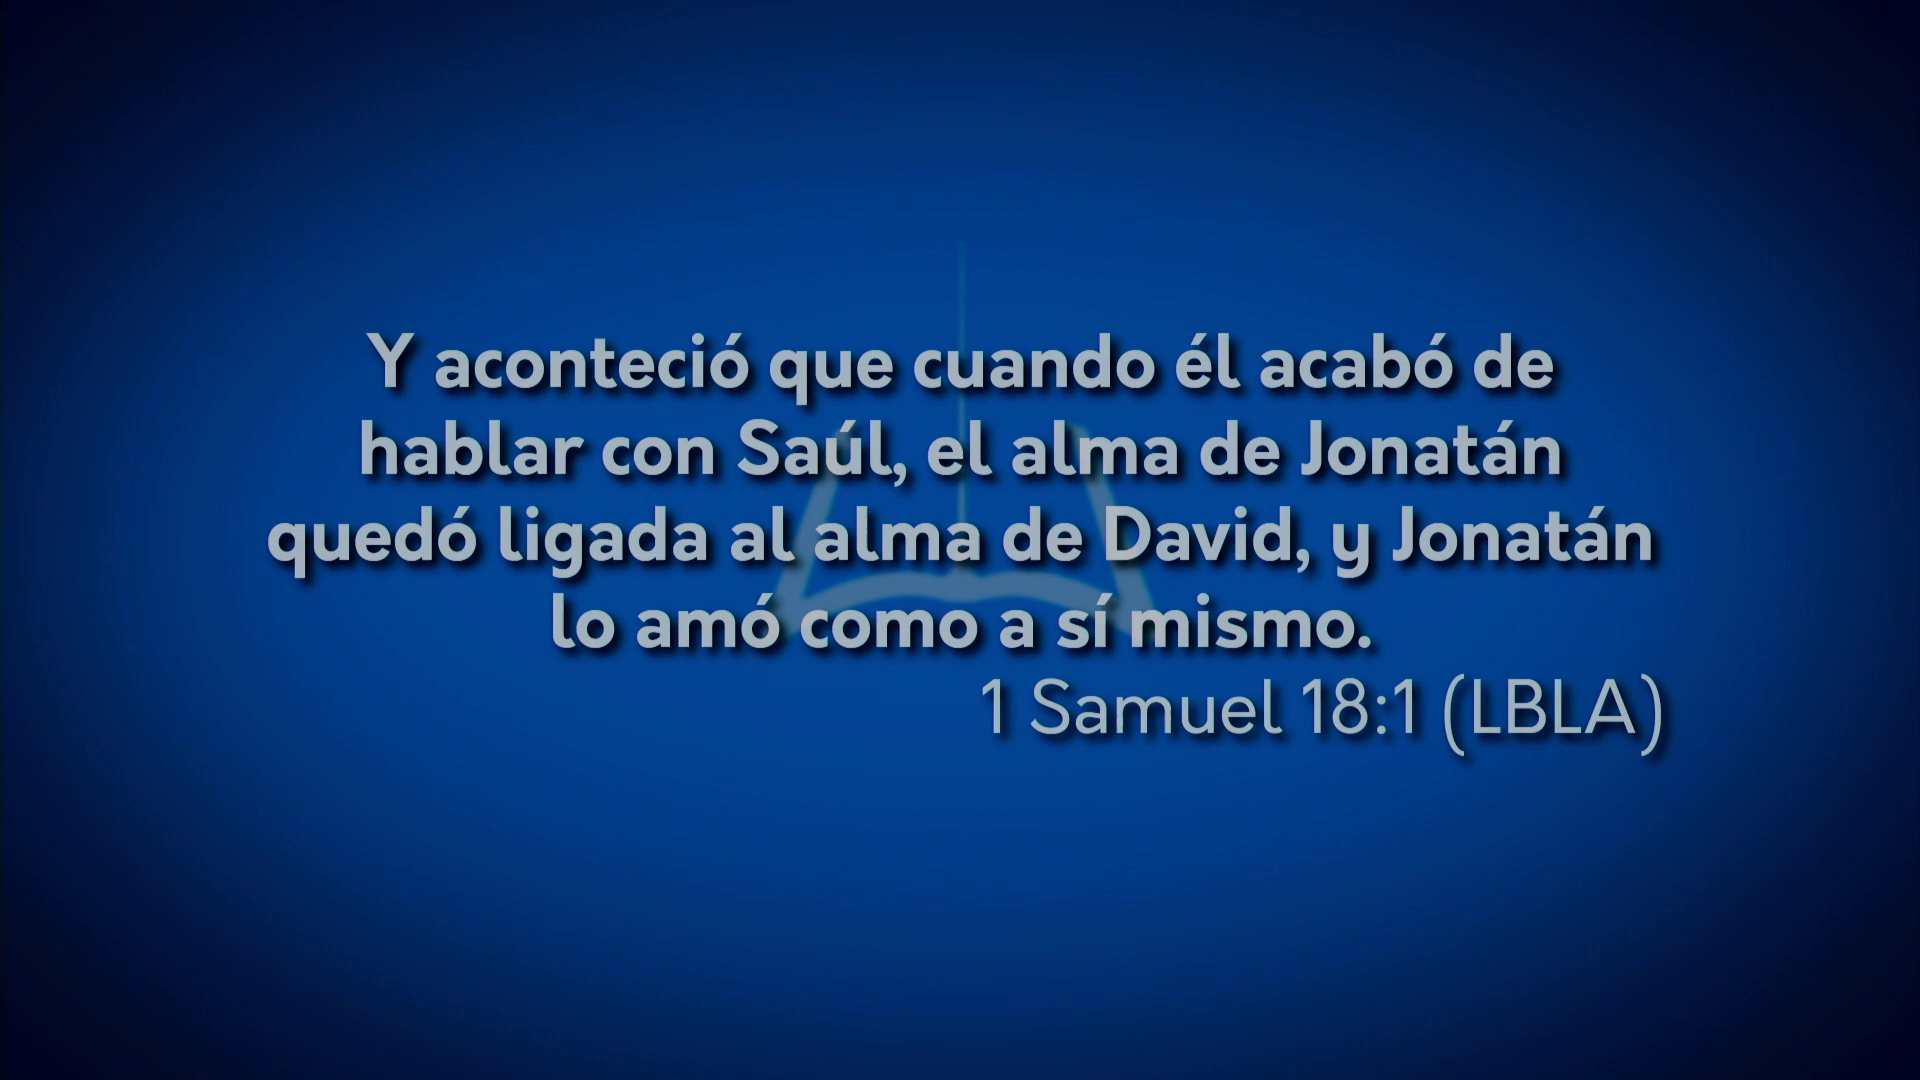 Y aconteció que cuando él acabó de
hablar con Saúl, el alma de Jonatán
quedó ligada al alma de David, y Jonatán
lo amó como a sí mismo.
1 Samuel 18:1 (LBLA)